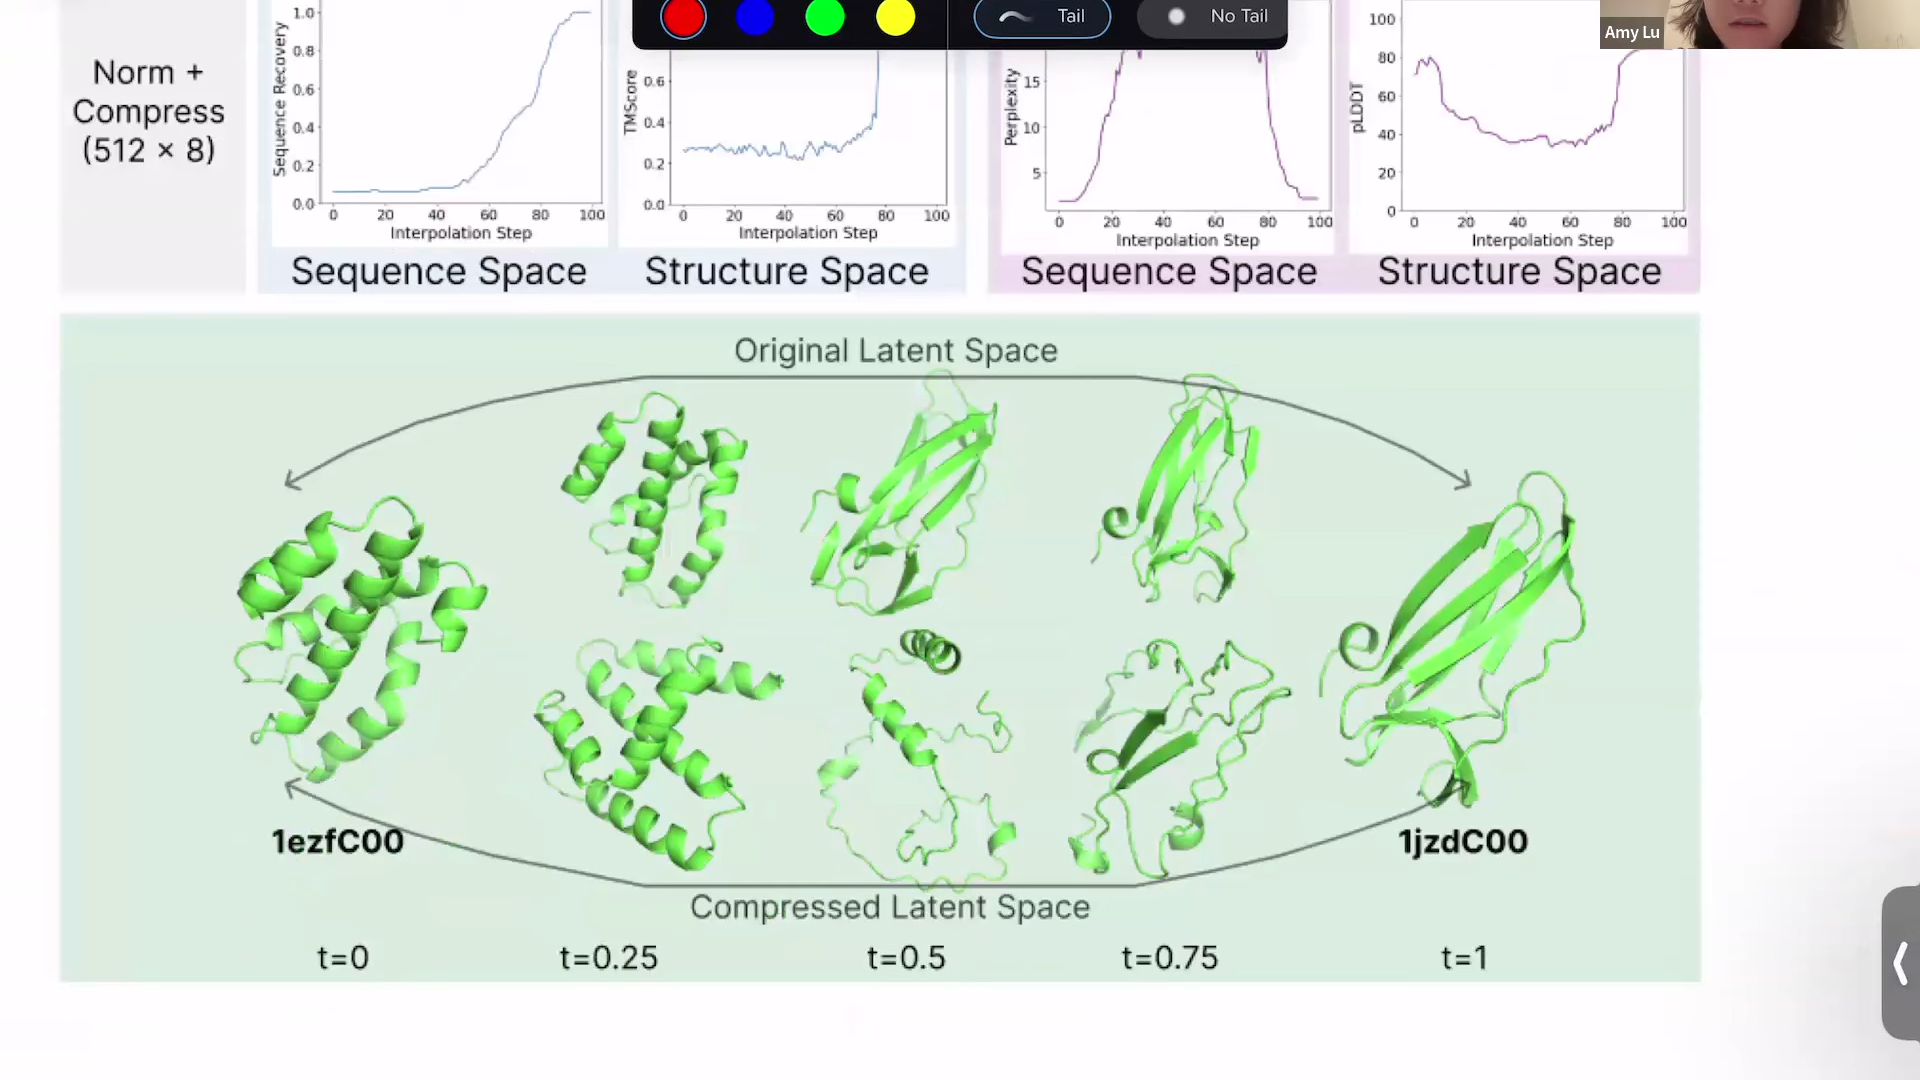 Tail
No Tail
Amy Lu
Norm +
Compress
(512 × 8)
Sequence Recovery
1.0
0.8
0.6
0.4
0.2
0.0
0 20 40 60 80 100
Interpolation Step
Sequence Space
TMScore
0.6
0.4
0.2
0.0
0 20 40 60 80 100
Interpolation Step
Structure Space
Perplexity
15
10
5
0 20 40 60 80 100
Interpolation Step
Sequence Space
pLDDT
100
80
60
40
20
0
0 20 40 60 80 100
Interpolation Step
Structure Space
Original Latent Space
1ezfC00
1jzdC00
Compressed Latent Space
t=0
t=0.25
t=0.5
t=0.75
t=1